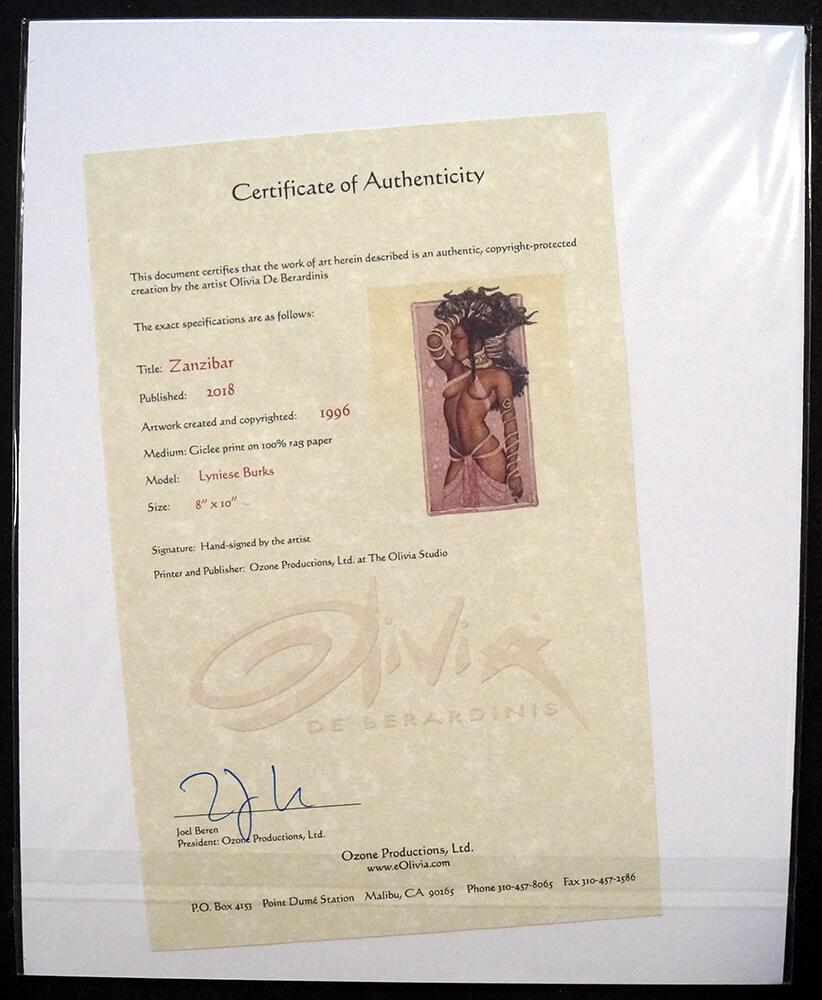 Certificate of Authenticity
This document certifies that the work of art herein described is an authentic, copyright-protected
creation by the artist Olivia De Berardinis
The exact specifications are as follows:
Title: Zanzibar
Published: 2018
Artwork created and copyrighted: 1996
Medium: Giclee print on 100% rag paper
Model: Lyniese Burks
Size: 8" x 10"
Signature: Hand-signed by the artist
Printer and Publisher: Ozone Productions, Ltd. at The Olivia Studio
Olivia
DE BERARDINIS
Joel Beren
President: Ozone Productions, Ltd.
Ozone Productions, Ltd.
www.eOlivia.com
P.O. Box 4153 Point Dumé Station Malibu, CA 90265 Phone 310-457-8065 Fax 310-457-2586